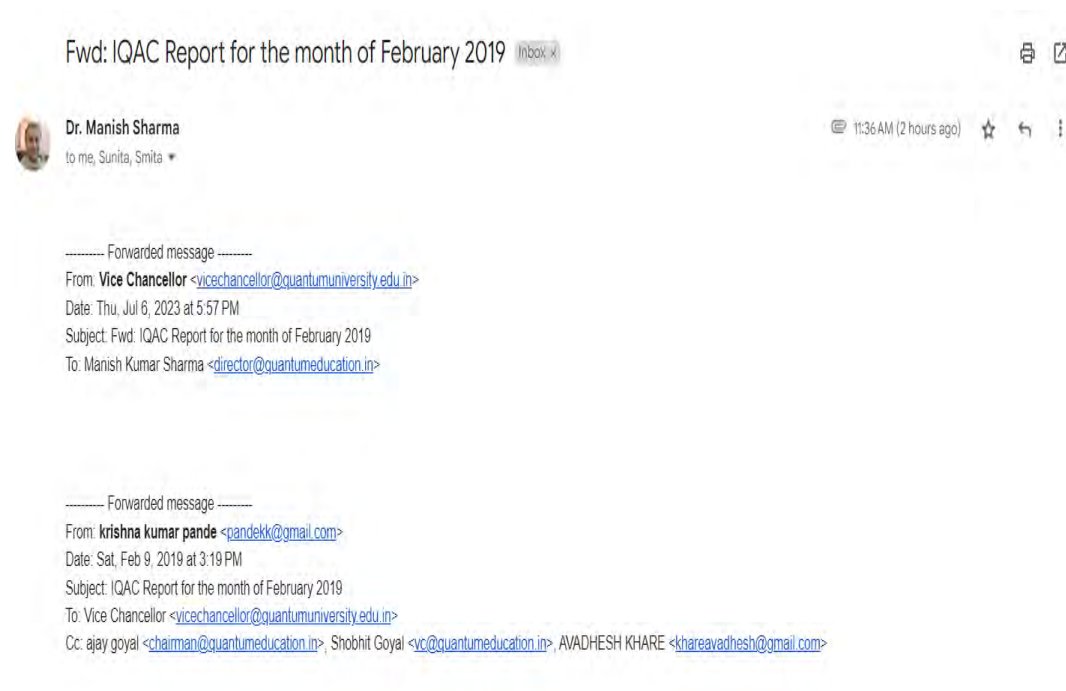 Fwd: IQAC Report for the month of February 2019 Inbox x
Dr. Manish Sharma
11:36 AM (2 hours ago)
to me, Sunita, Smita
---------- Forwarded message ---------
From: Vice Chancellor <vicechancellor@quantumuniversity.edu.in>
Date: Thu, Jul 6, 2023 at 5:57 PM
Subject: Fwd: IQAC Report for the month of February 2019
To: Manish Kumar Sharma <director@quantumeducation.in>
---------- Forwarded message ---------
From: krishna kumar pande <pandekk@gmail.com>
Date: Sat, Feb 9, 2019 at 3:19 PM
Subject: IQAC Report for the month of February 2019
To: Vice Chancellor <vicechancellor@quantumuniversity.edu.in>
Cc: ajay goyal <chairman@quantumeducation.in>, Shobhit Goyal <vc@quantumeducation.in>, AVADHESH KHARE <khareavadhesh@gmail.com>